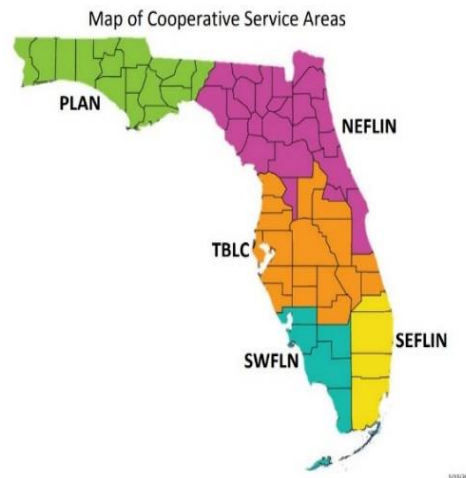 Map of Cooperative Service Areas
PLAN
NEFLIN
TBLC
SEFLIN
SWFLN